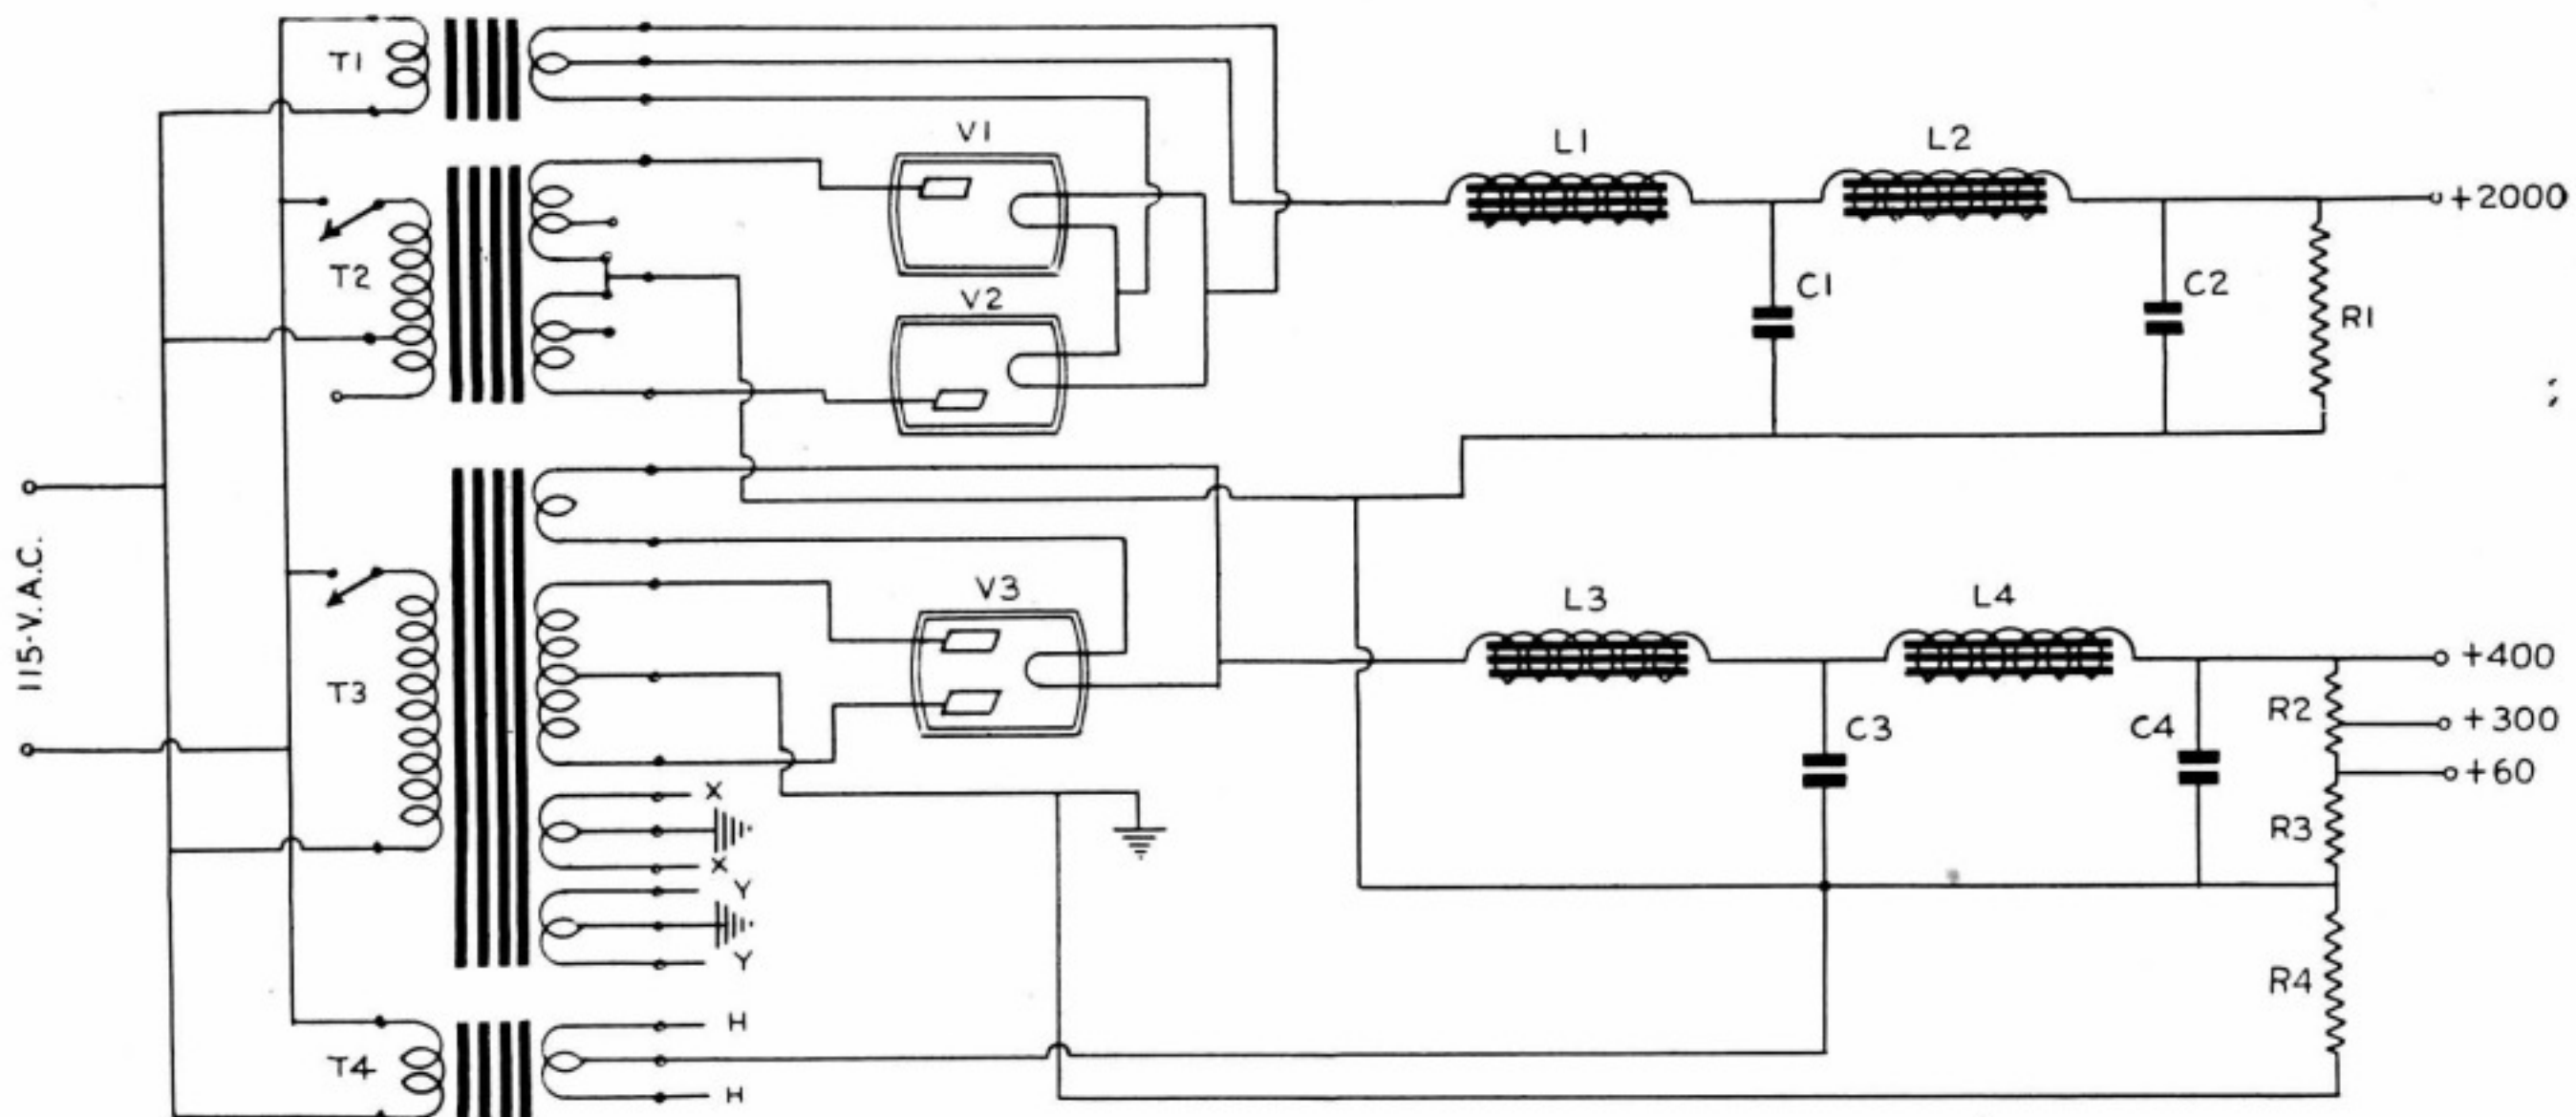 T1
V1
L1
L2
+2000
T2
C1
C2
R1
V2
115-V.A.C.
V3
L3
L4
+400
T3
R2
+300
C3
C4
+60
X
R3
X
Y
Y
R4
H
T4
H